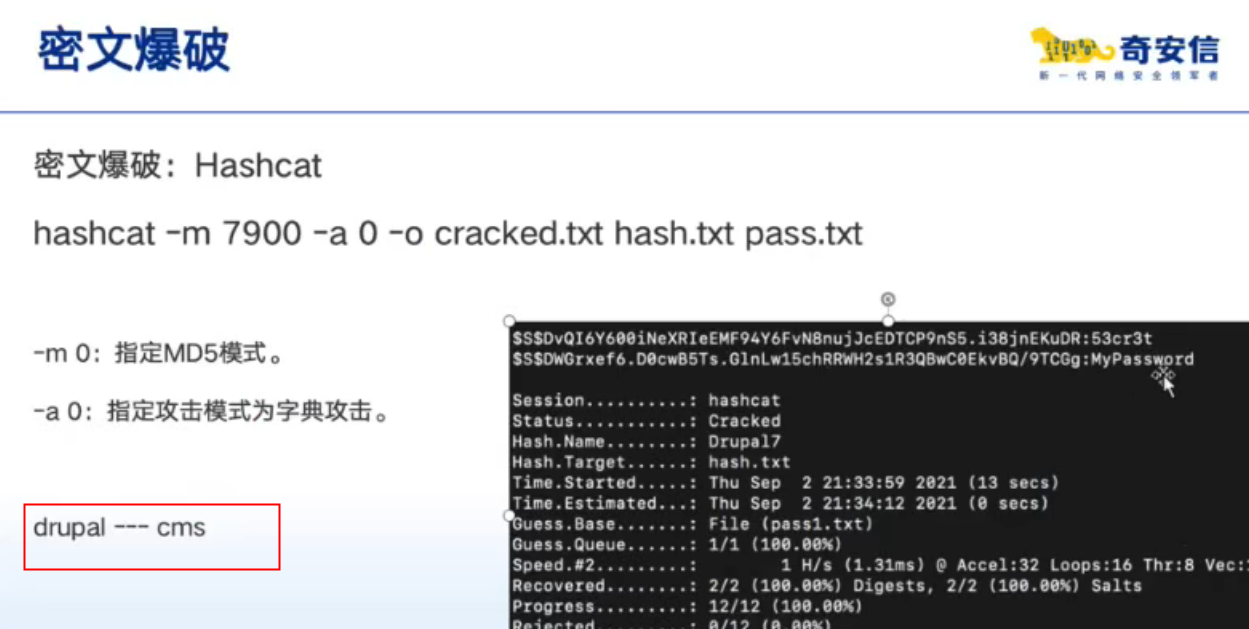 密文爆破
奇安信
新一代网络安全领军者
密文爆破：Hashcat
hashcat -m 7900 -a 0 -o cracked.txt hash.txt pass.txt
-m 0：指定MD5模式。
-a 0：指定攻击模式为字典攻击。
drupal --- cms
$S$DvQI6Y600iNeXRIeEMF94Y6FvN8nujJcEDTCP9nS5.i38jnEKuDR:53cr3t
$S$DWGrxef6.D0cwB5Ts.GlnLw15chRRWH2s1R3QBwC0EkvBQ/9TCGg:MyPassword
Session..........: hashcat
Status...........: Cracked
Hash.Name........: Drupal7
Hash.Target......: hash.txt
Time.Started.....: Thu Sep  2 21:33:59 2021 (13 secs)
Time.Estimated...: Thu Sep  2 21:34:12 2021 (0 secs)
Guess.Base.......: File (pass1.txt)
Guess.Queue......: 1/1 (100.00%)
Speed.#2.........:        1 H/s (1.31ms) @ Accel:32 Loops:16 Thr:8 Vec:
Recovered........: 2/2 (100.00%) Digests, 2/2 (100.00%) Salts
Progress.........: 12/12 (100.00%)
Rejected.........: 0/12 (0.00%)